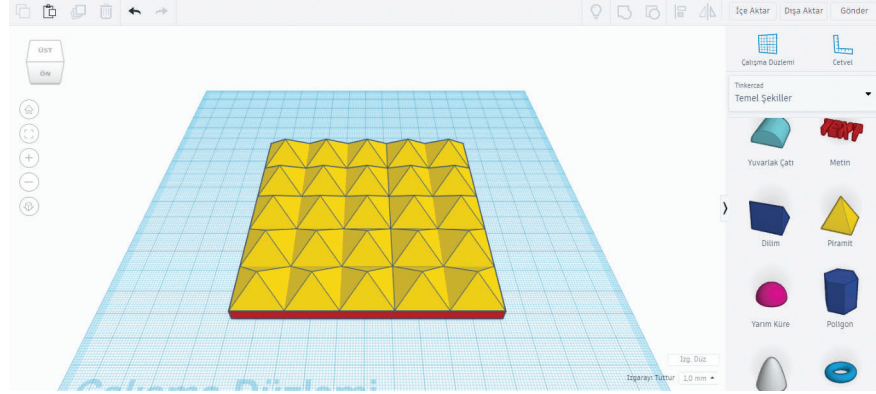 İçe Aktar Dışa Aktar Gönder
ÜST
ÖN
Çalışma Düzlemi Cetvel
Tinkercad
Temel Şekiller
Yuvarlak Çatı Metin
Dilim Piramit
Yarım Küre Poligon
Izg. Düz
Izgarayı Tuttur 1,0 mm
Çalışma Düzlemi